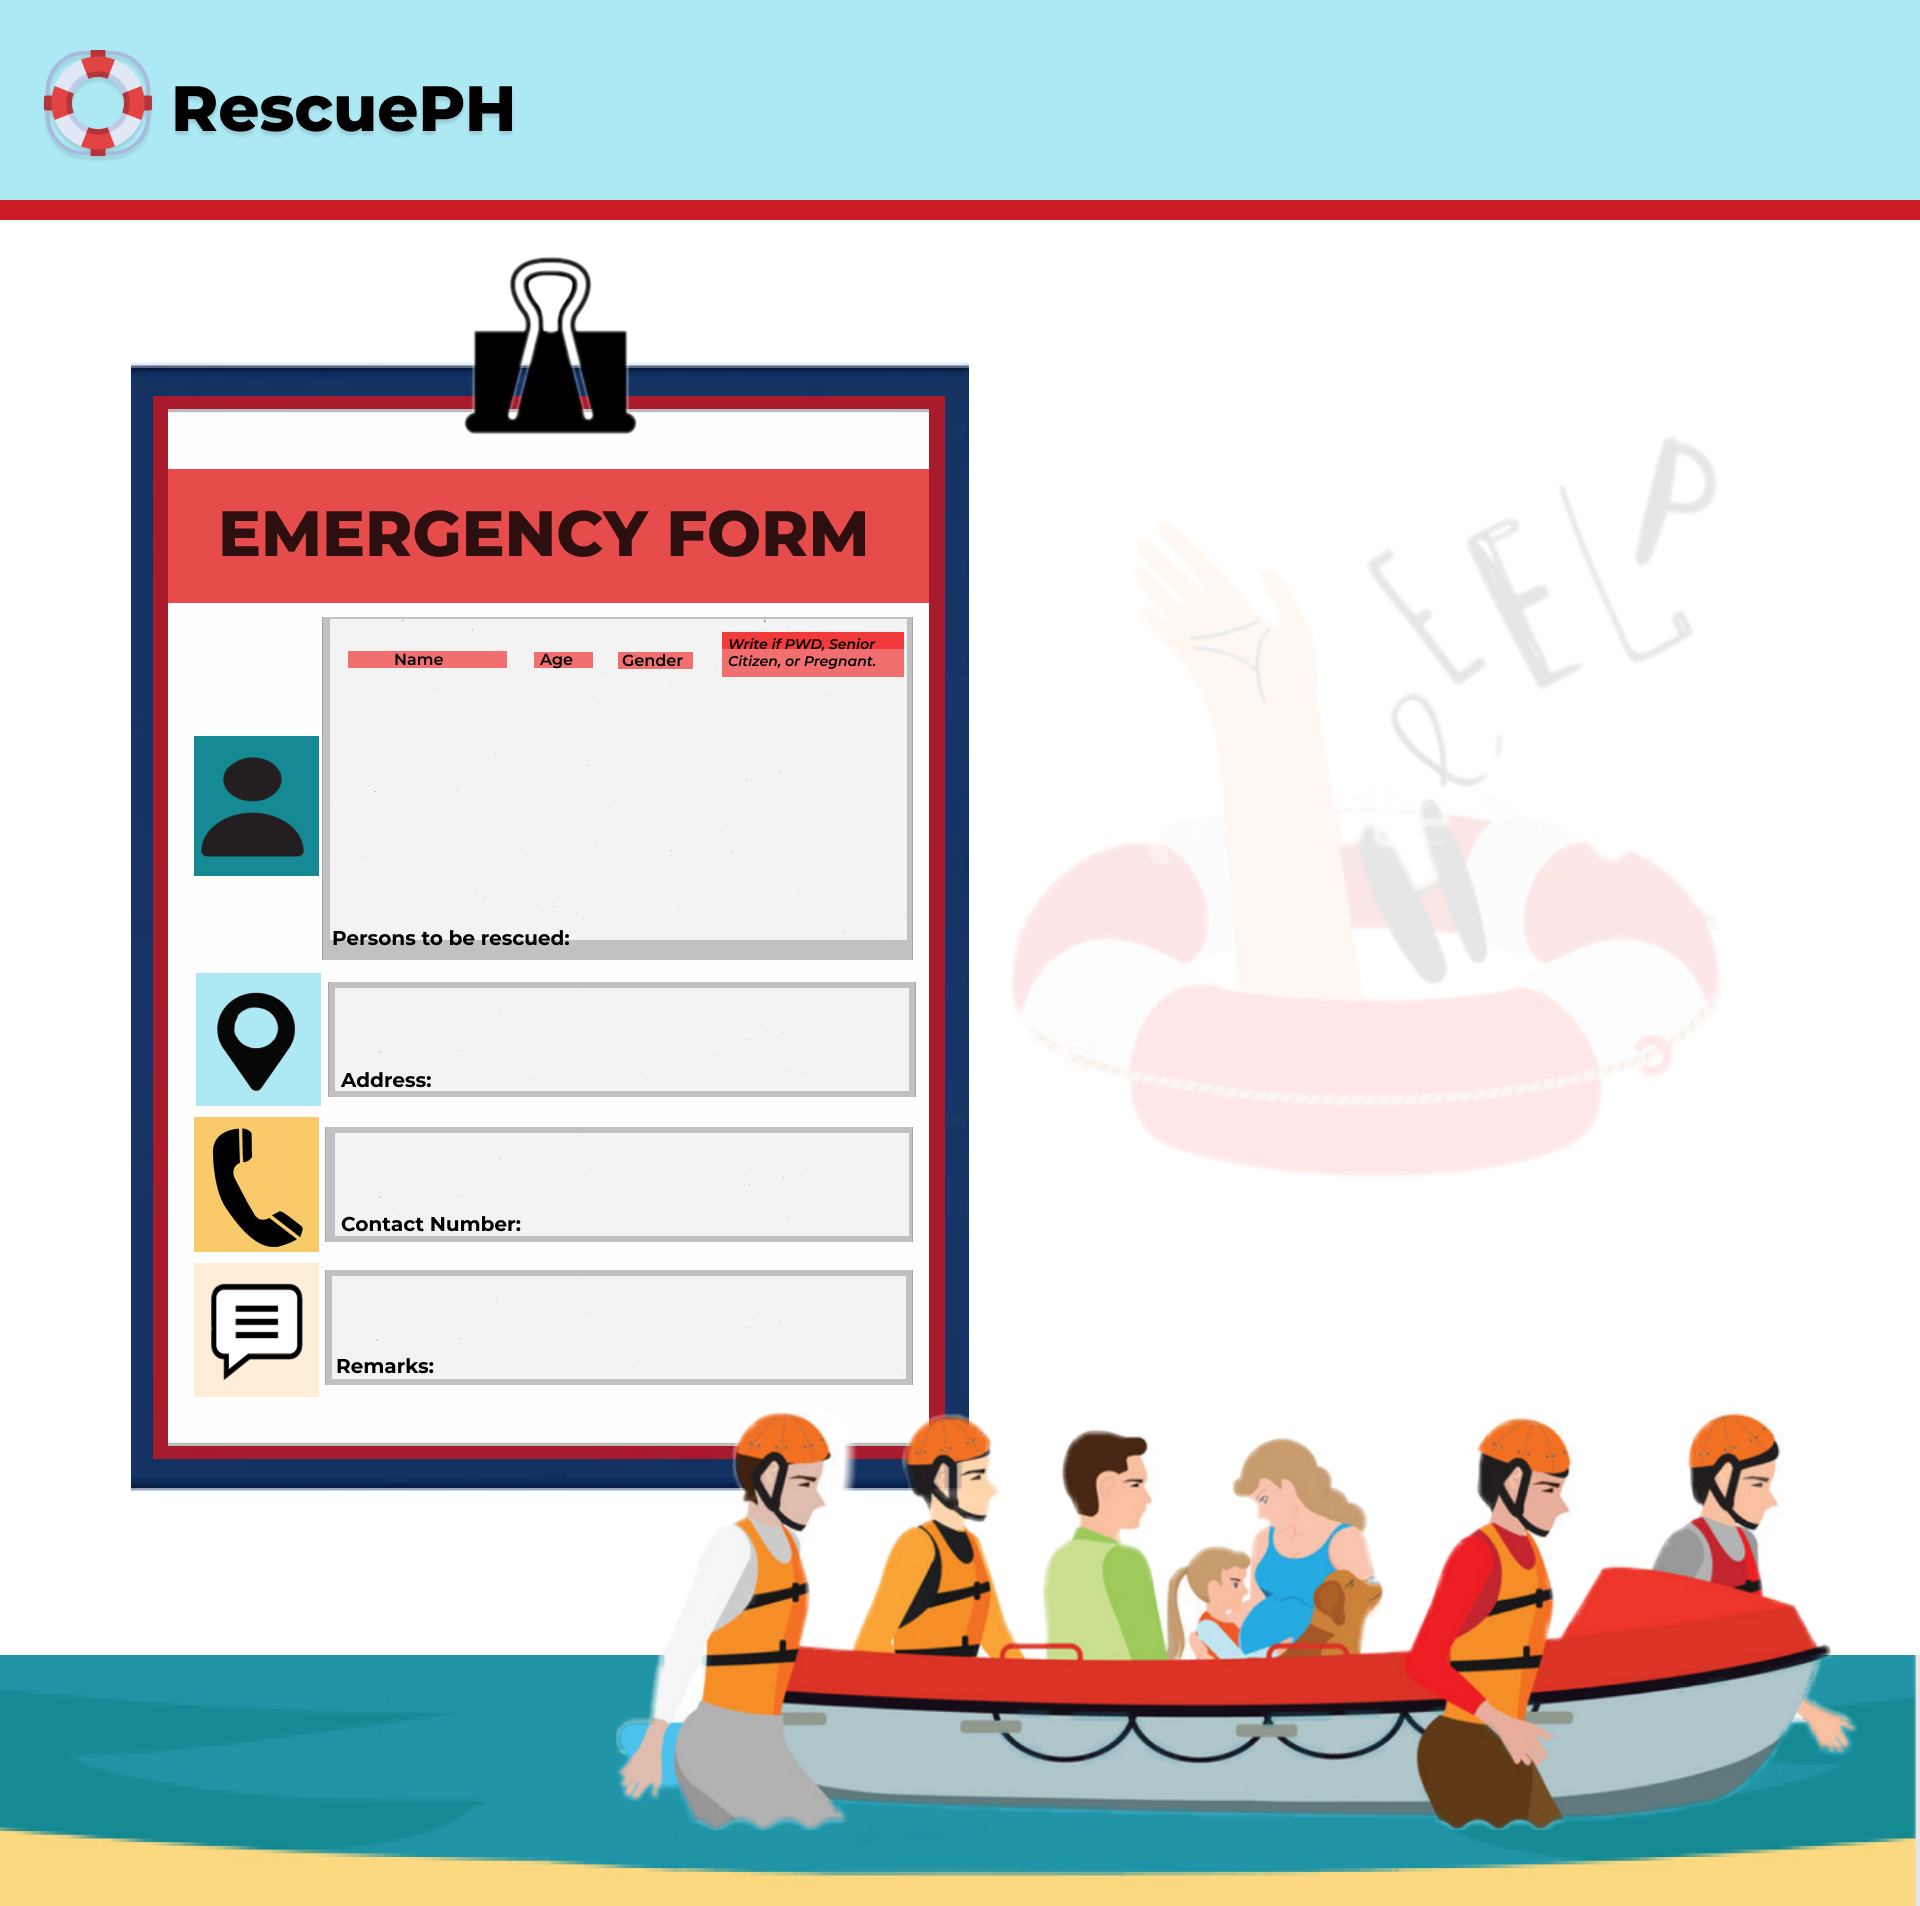 RescuePH
EMERGENCY FORM
Name
Age
Gender
Write if PWD, Senior
Citizen, or Pregnant.
Persons to be rescued:
Address:
Contact Number:
Remarks: